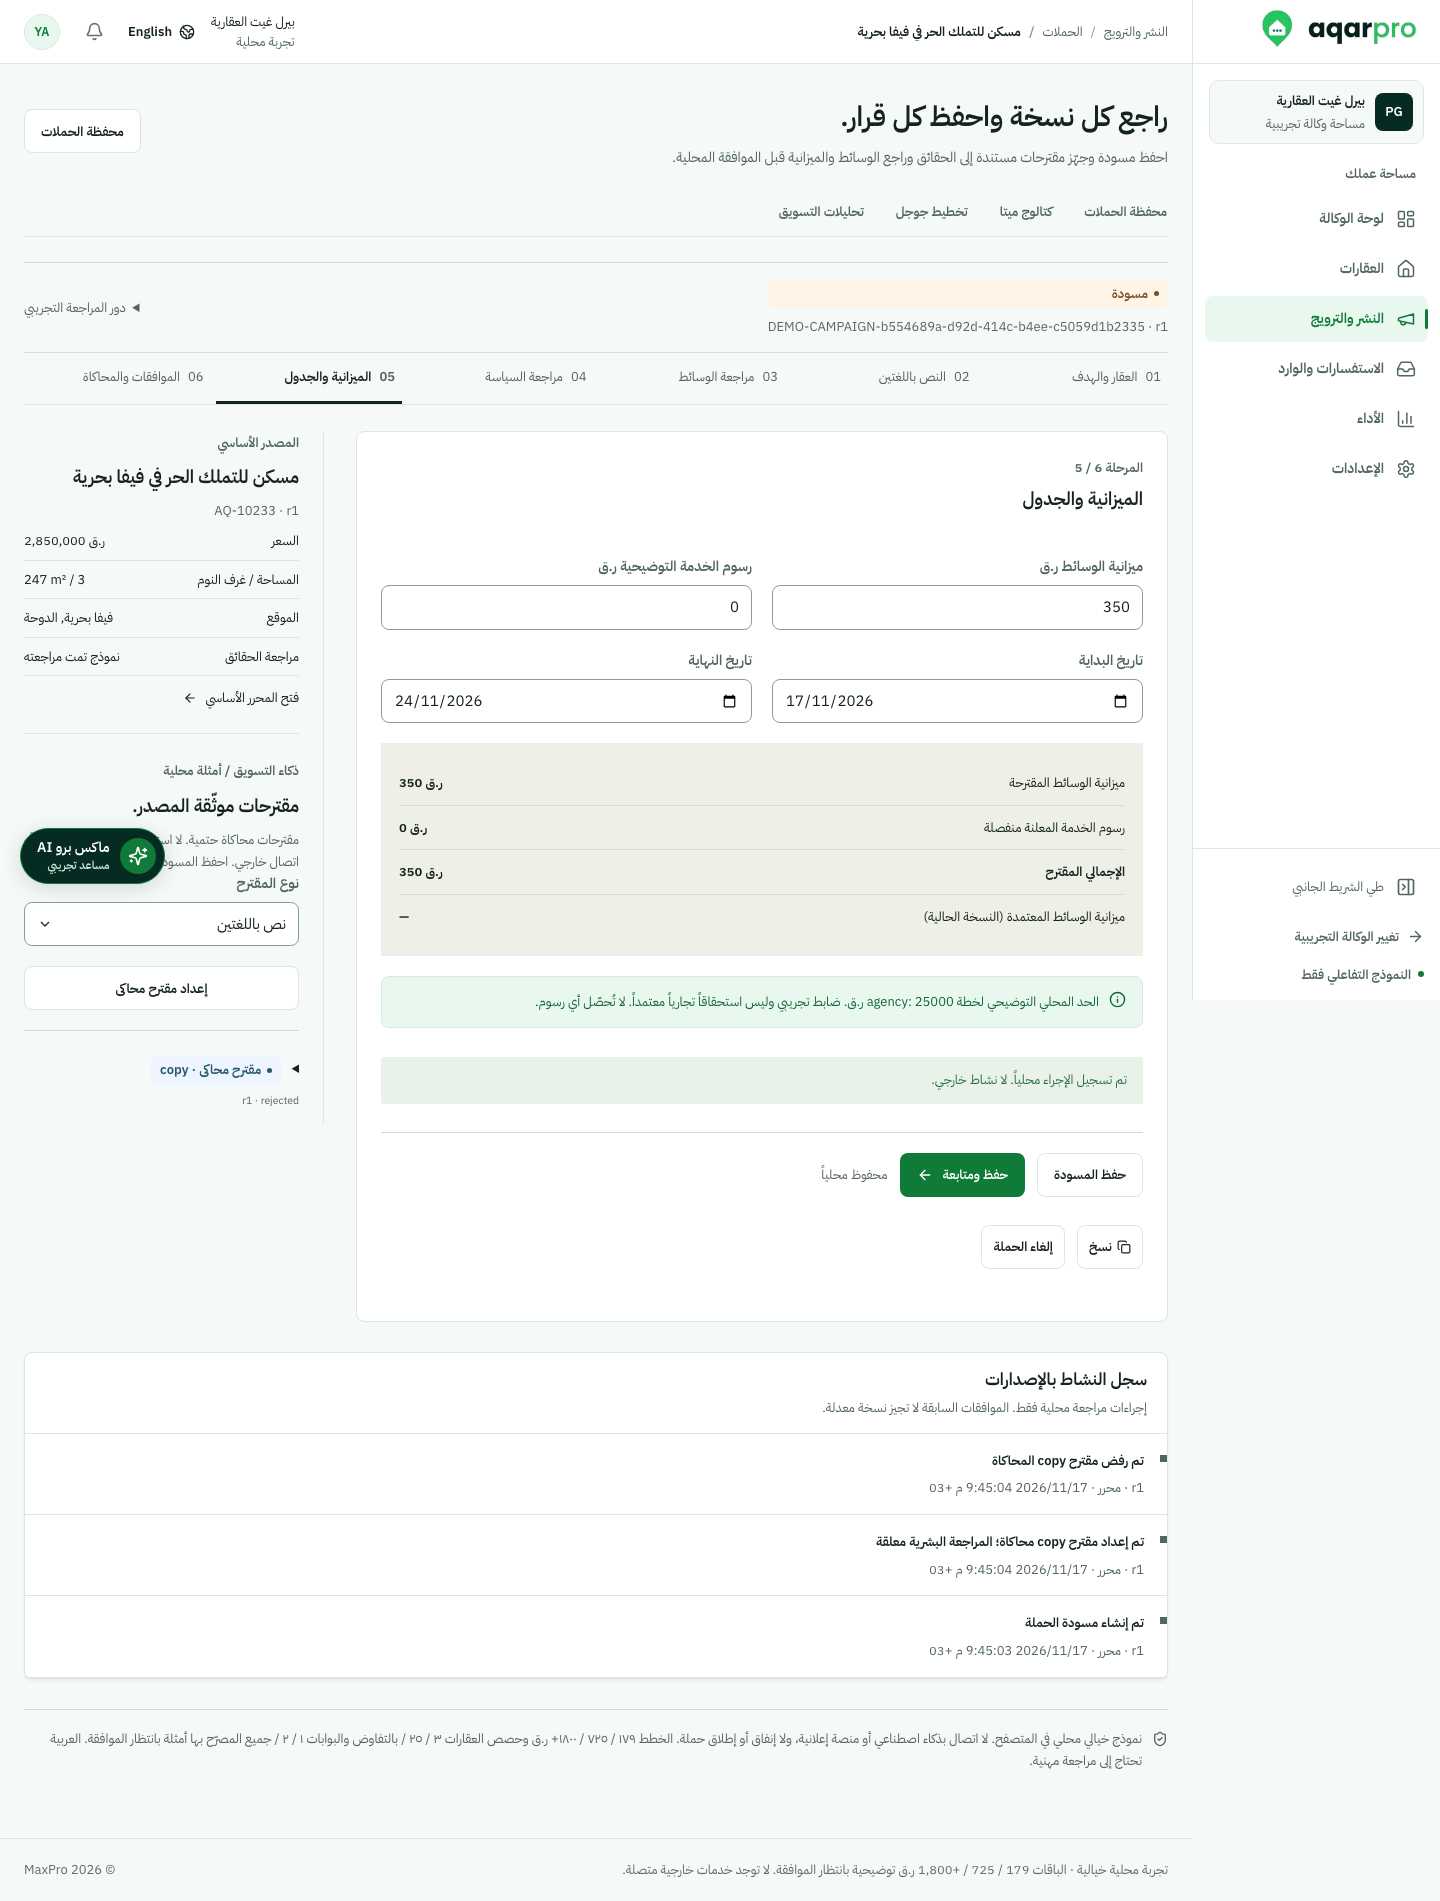 aqarpro
النشر والترويج / الحملات / مسكن للتملك الحر في فيفا بحرية
بيرل غيت العقارية
تجربة محلية
English
YA
PG
بيرل غيت العقارية
مساحة وكالة تجريبية
مساحة عملك
لوحة الوكالة
العقارات
النشر والترويج
الاستفسارات والوارد
الأداء
الإعدادات
طي الشريط الجانبي
تغيير الوكالة التجريبية
النموذج التفاعلي فقط
راجع كل نسخة واحفظ كل قرار.
احفظ مسودة وجهّز مقترحات مستندة إلى الحقائق وراجع الوسائط والميزانية قبل الموافقة المحلية.
محفظة الحملات
محفظة الحملات
كتالوج ميتا
تخطيط جوجل
تحليلات التسويق
مسودة
DEMO-CAMPAIGN-b554689a-d92d-414c-b4ee-c5059d1b2335 · r1
دور المراجعة التجريبي
01 العقار والهدف
02 النص باللغتين
03 مراجعة الوسائط
04 مراجعة السياسة
05 الميزانية والجدول
06 الموافقات والمحاكاة
المرحلة 6 / 5
الميزانية والجدول
ميزانية الوسائط ر.ق
350
رسوم الخدمة التوضيحية ر.ق
0
تاريخ البداية
17/11/2026
تاريخ النهاية
24/11/2026
ميزانية الوسائط المقترحة
ر.ق 350
رسوم الخدمة المعلنة منفصلة
ر.ق 0
الإجمالي المقترح
ر.ق 350
ميزانية الوسائط المعتمدة (النسخة الحالية)
—
الحد المحلي التوضيحي لخطة agency: 25000 ر.ق. ضابط تجريبي وليس استحقاقاً تجارياً معتمداً. لا تُحصّل أي رسوم.
تم تسجيل الإجراء محلياً. لا نشاط خارجي.
حفظ المسودة
حفظ ومتابعة
محفوظ محلياً
نسخ
إلغاء الحملة
المصدر الأساسي
مسكن للتملك الحر في فيفا بحرية
AQ-10233 · r1
السعر
ر.ق 2,850,000
المساحة / غرف النوم
247 m² / 3
الموقع
فيفا بحرية, الدوحة
مراجعة الحقائق
نموذج تمت مراجعته
فتح المحرر الأساسي
ذكاء التسويق / أمثلة محلية
مقترحات موثّقة المصدر.
مقترحات محاكاة حتمية. لا
اتصال خارجي. احفظ
ماكس برو AI
مساعد تجريبي
نوع المقترح
نص باللغتين
إعداد مقترح محاكى
مقترح محاكى · copy
r1 · rejected
سجل النشاط بالإصدارات
إجراءات مراجعة محلية فقط. الموافقات السابقة لا تجيز نسخة معدلة.
تم رفض مقترح copy المحاكاة
r1 · محرر · 2026/11/17 9:45:04 م +03
تم إعداد مقترح copy محاكاة؛ المراجعة البشرية معلقة
r1 · محرر · 2026/11/17 9:45:04 م +03
تم إنشاء مسودة الحملة
r1 · محرر · 2026/11/17 9:45:03 م +03
نموذج خيالي محلي في المتصفح. لا اتصال بذكاء اصطناعي أو منصة إعلانية، ولا إنفاق أو إطلاق حملة. الخطط ١٧٩ / ٧٢٥ / ١٨٠٠+ ر.ق وحصص العقارات ٣ / ٢٥ / بالتفاوض والبوابات ١ / ٢ / جميع المصرّح بها أمثلة بانتظار الموافقة. العربية
تحتاج إلى مراجعة مهنية.
تجربة محلية خيالية · الباقات 179 / 725 / 1,800+ ر.ق توضيحية بانتظار الموافقة. لا توجد خدمات خارجية متصلة.
© 2026 MaxPro